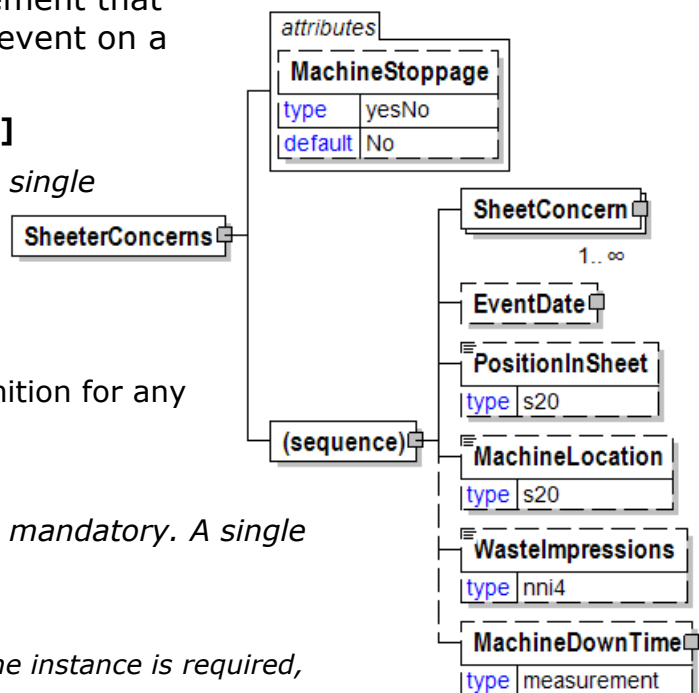 ement that
event on a
]
single
nition for any
mandatory. A single
ne instance is required,
attributes
MachineStoppage
type yesNo
default No
SheeterConcerns
(sequence)
SheetConcern
1.. ∞
EventDate
PositionInSheet
type s20
MachineLocation
type s20
WasteImpressions
type nni4
MachineDownTime
type measurement